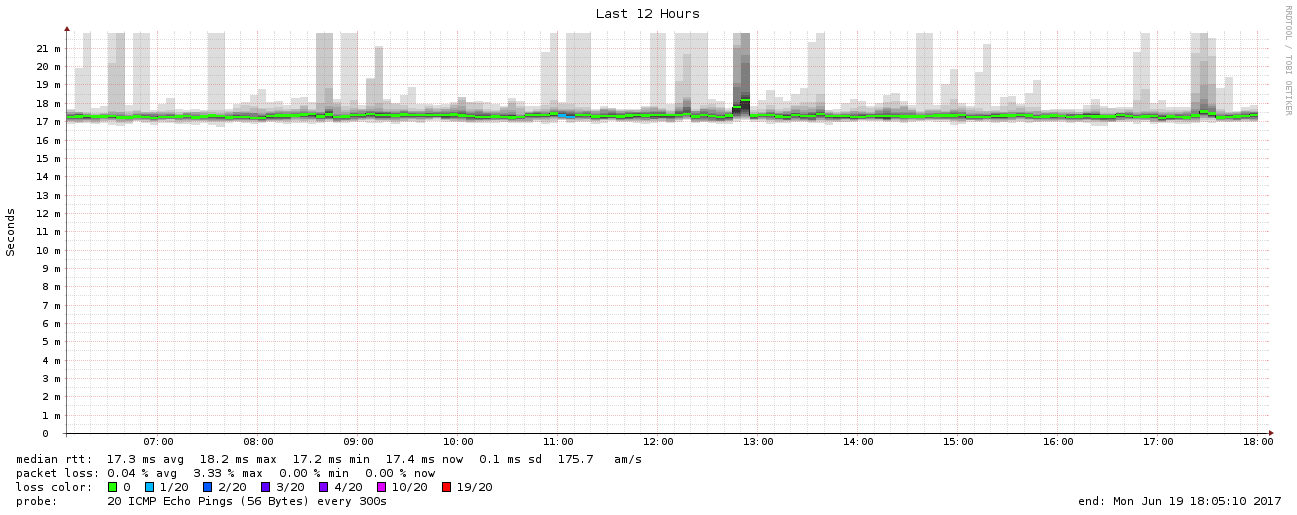 Last 12 Hours
RRDTOOL / TOBI OETIKER
Seconds
21 m
20 m
19 m
18 m
17 m
16 m
15 m
14 m
13 m
12 m
11 m
10 m
9 m
8 m
7 m
6 m
5 m
4 m
3 m
2 m
1 m
0
07:00 08:00 09:00 10:00 11:00 12:00 13:00 14:00 15:00 16:00 17:00 18:00
median rtt: 17.3 ms avg 18.2 ms max 17.2 ms min 17.4 ms now 0.1 ms sd 175.7 am/s
packet loss: 0.04 % avg 3.33 % max 0.00 % min 0.00 % now
loss color: 0 1/20 2/20 3/20 4/20 10/20 19/20
probe: 20 ICMP Echo Pings (56 Bytes) every 300s
end: Mon Jun 19 18:05:10 2017